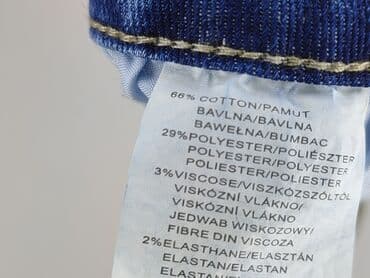 66% COTTON/PAMUT
BAVLNA/BAVLNA
BAWEŁNA/BUMBAC
29%POLYESTER/POLIÉSZTER
POLYESTER/POLYESTER
POLIESTER/POLIESTER
3%VISCOSE/VISZKÓZSZÖLTÖL
VISKÓZNÍ VLÁKNO/
VISKÓZNÍ VLÁKNO
JEDWAB WISKOZOWY/
FIBRE DIN VISCOZA
2%ELASTHANE/ELASZTÁN
ELASTAN/ELASTAN